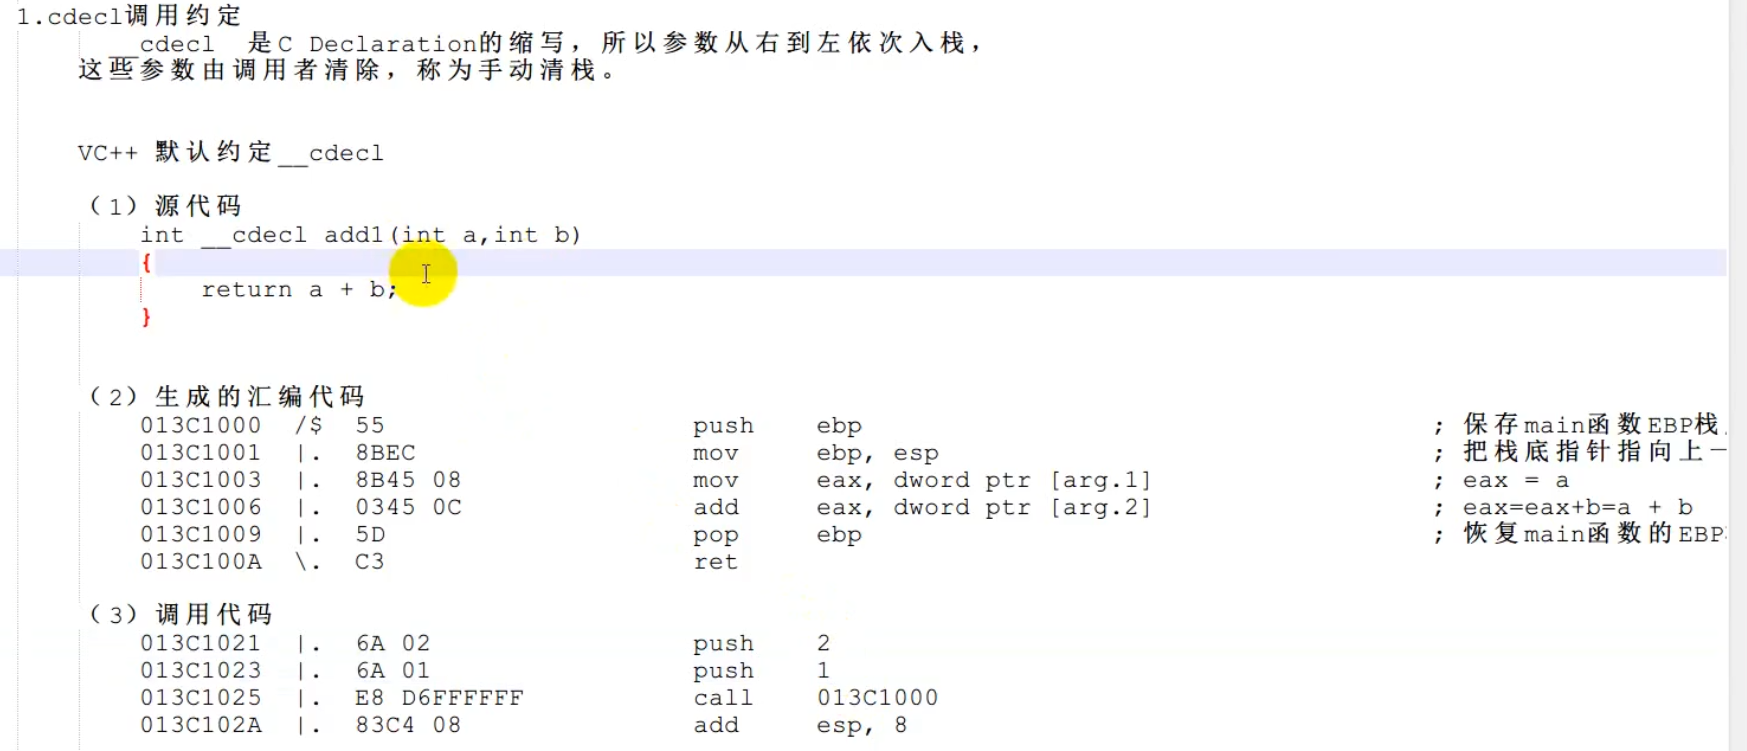 1.cdecl调用约定
__cdecl 是C Declaration的缩写，所以参数从右到左依次入栈，
这些参数由调用者清除，称为手动清栈。
VC++ 默认约定__cdecl
（1）源代码
int __cdecl add1(int a,int b)
{
return a + b;
}
（2）生成的汇编代码
013C1000 /$ 55 push ebp ; 保存main函数EBP栈
013C1001 |. 8BEC mov ebp, esp ; 把栈底指针指向上一
013C1003 |. 8B45 08 mov eax, dword ptr [arg.1] ; eax = a
013C1006 |. 0345 0C add eax, dword ptr [arg.2] ; eax=eax+b=a + b
013C1009 |. 5D pop ebp ; 恢复main函数的EBP
013C100A \. C3 ret
（3）调用代码
013C1021 |. 6A 02 push 2
013C1023 |. 6A 01 push 1
013C1025 |. E8 D6FFFFFF call 013C1000
013C102A |. 83C4 08 add esp, 8